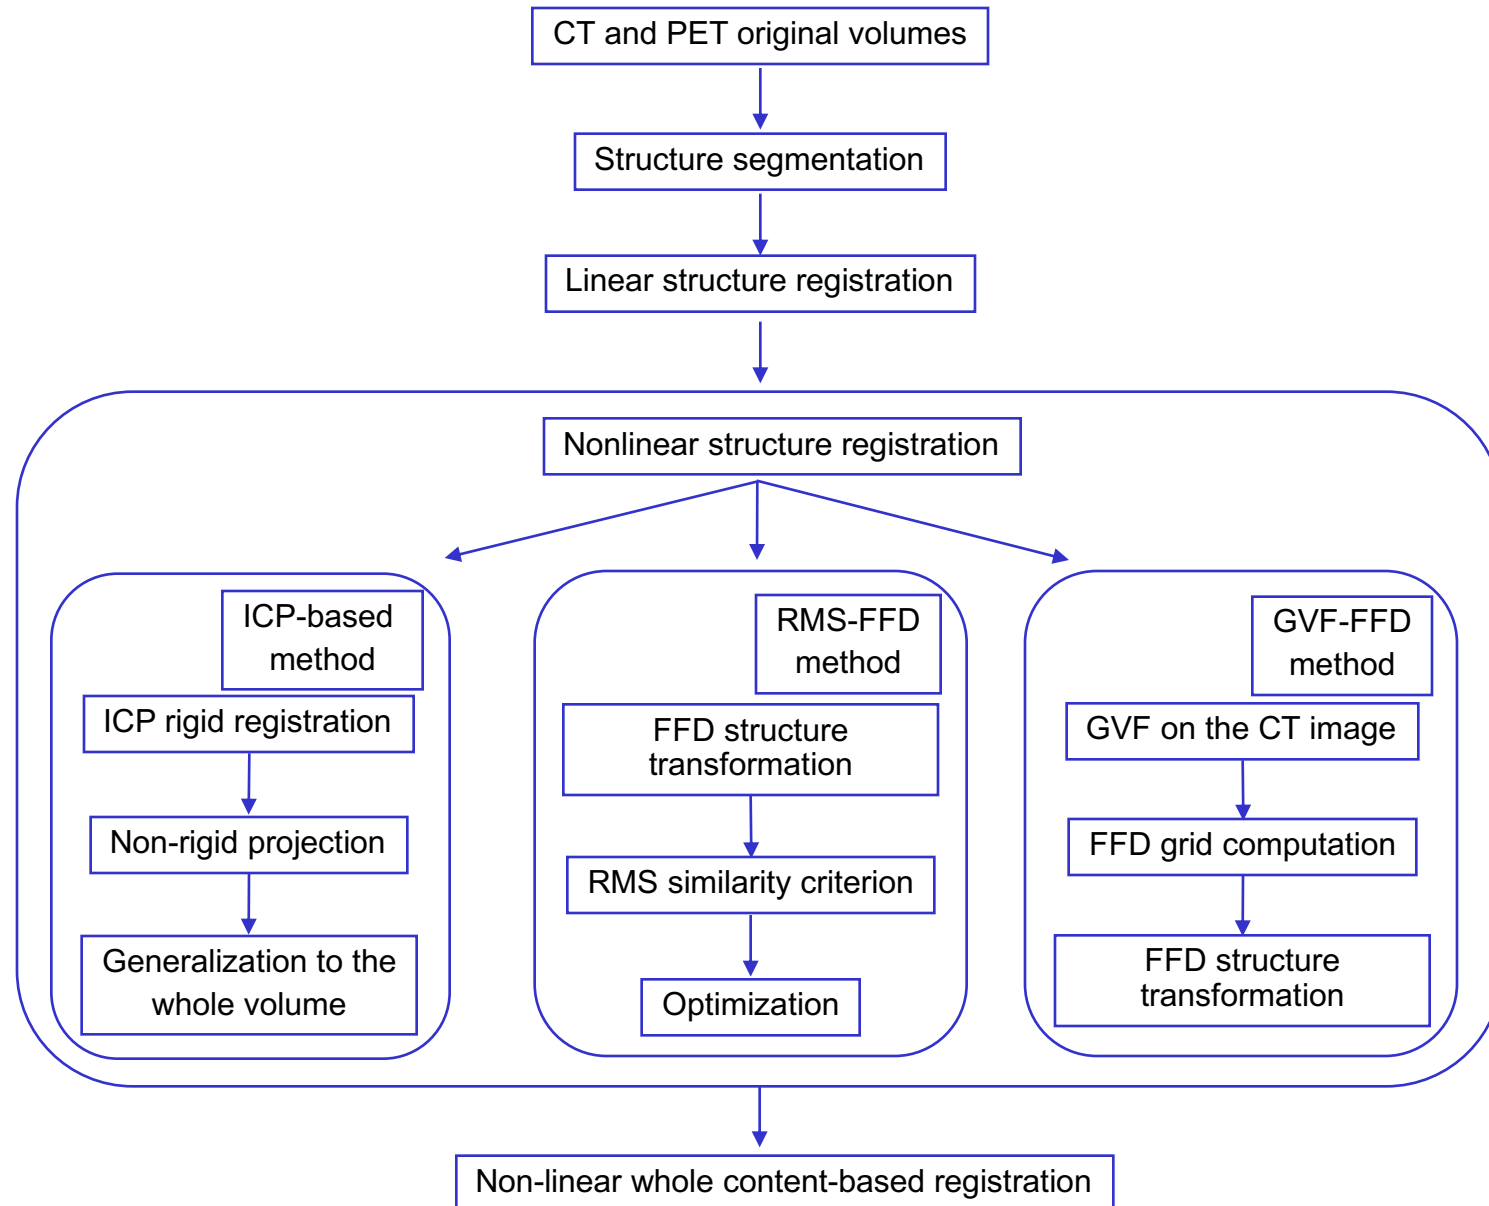 CT and PET original volumes
Structure segmentation
Linear structure registration
Nonlinear structure registration
ICP-based
method
ICP rigid registration
Non-rigid projection
Generalization to the
whole volume
RMS-FFD
method
FFD structure
transformation
RMS similarity criterion
Optimization
GVF-FFD
method
GVF on the CT image
FFD grid computation
FFD structure
transformation
Non-linear whole content-based registration